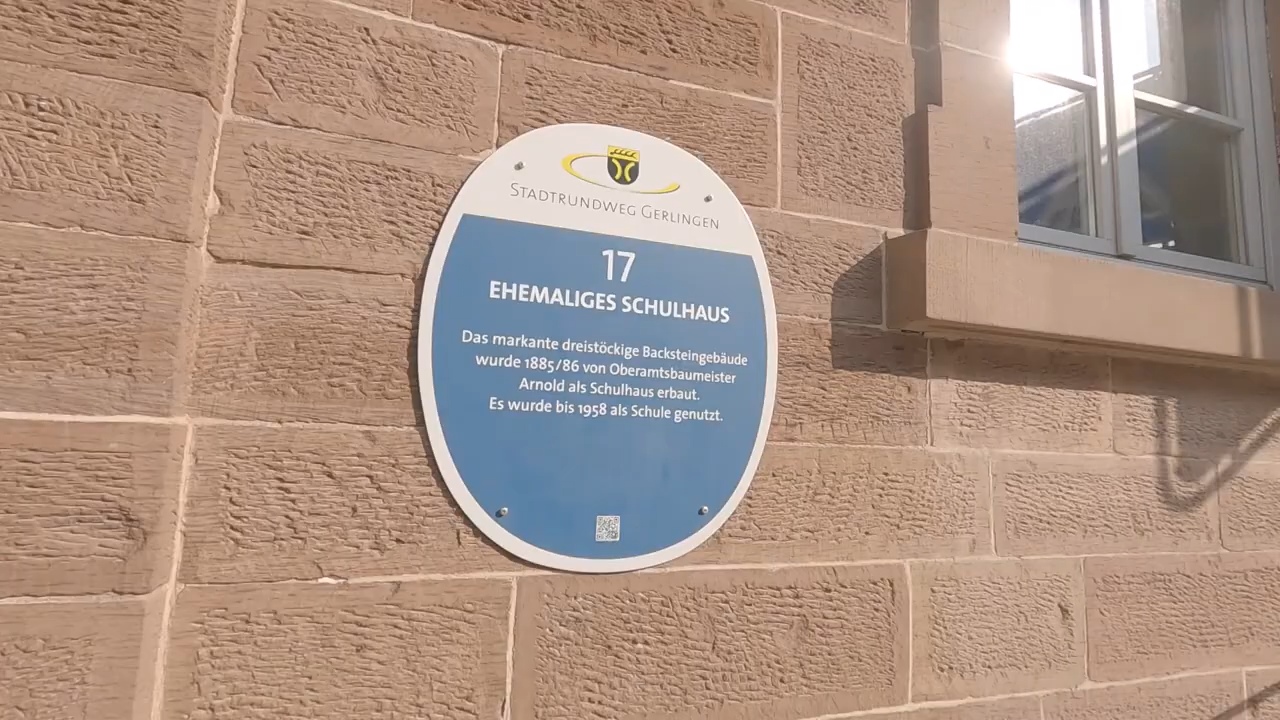 STADTRUNDWEG GERLINGEN
17
EHEMALIGES SCHULHAUS
Das markante dreistöckige Backsteingebäude
wurde 1885/86 von Oberamtsbaumeister
Arnold als Schulhaus erbaut.
Es wurde bis 1958 als Schule genutzt.